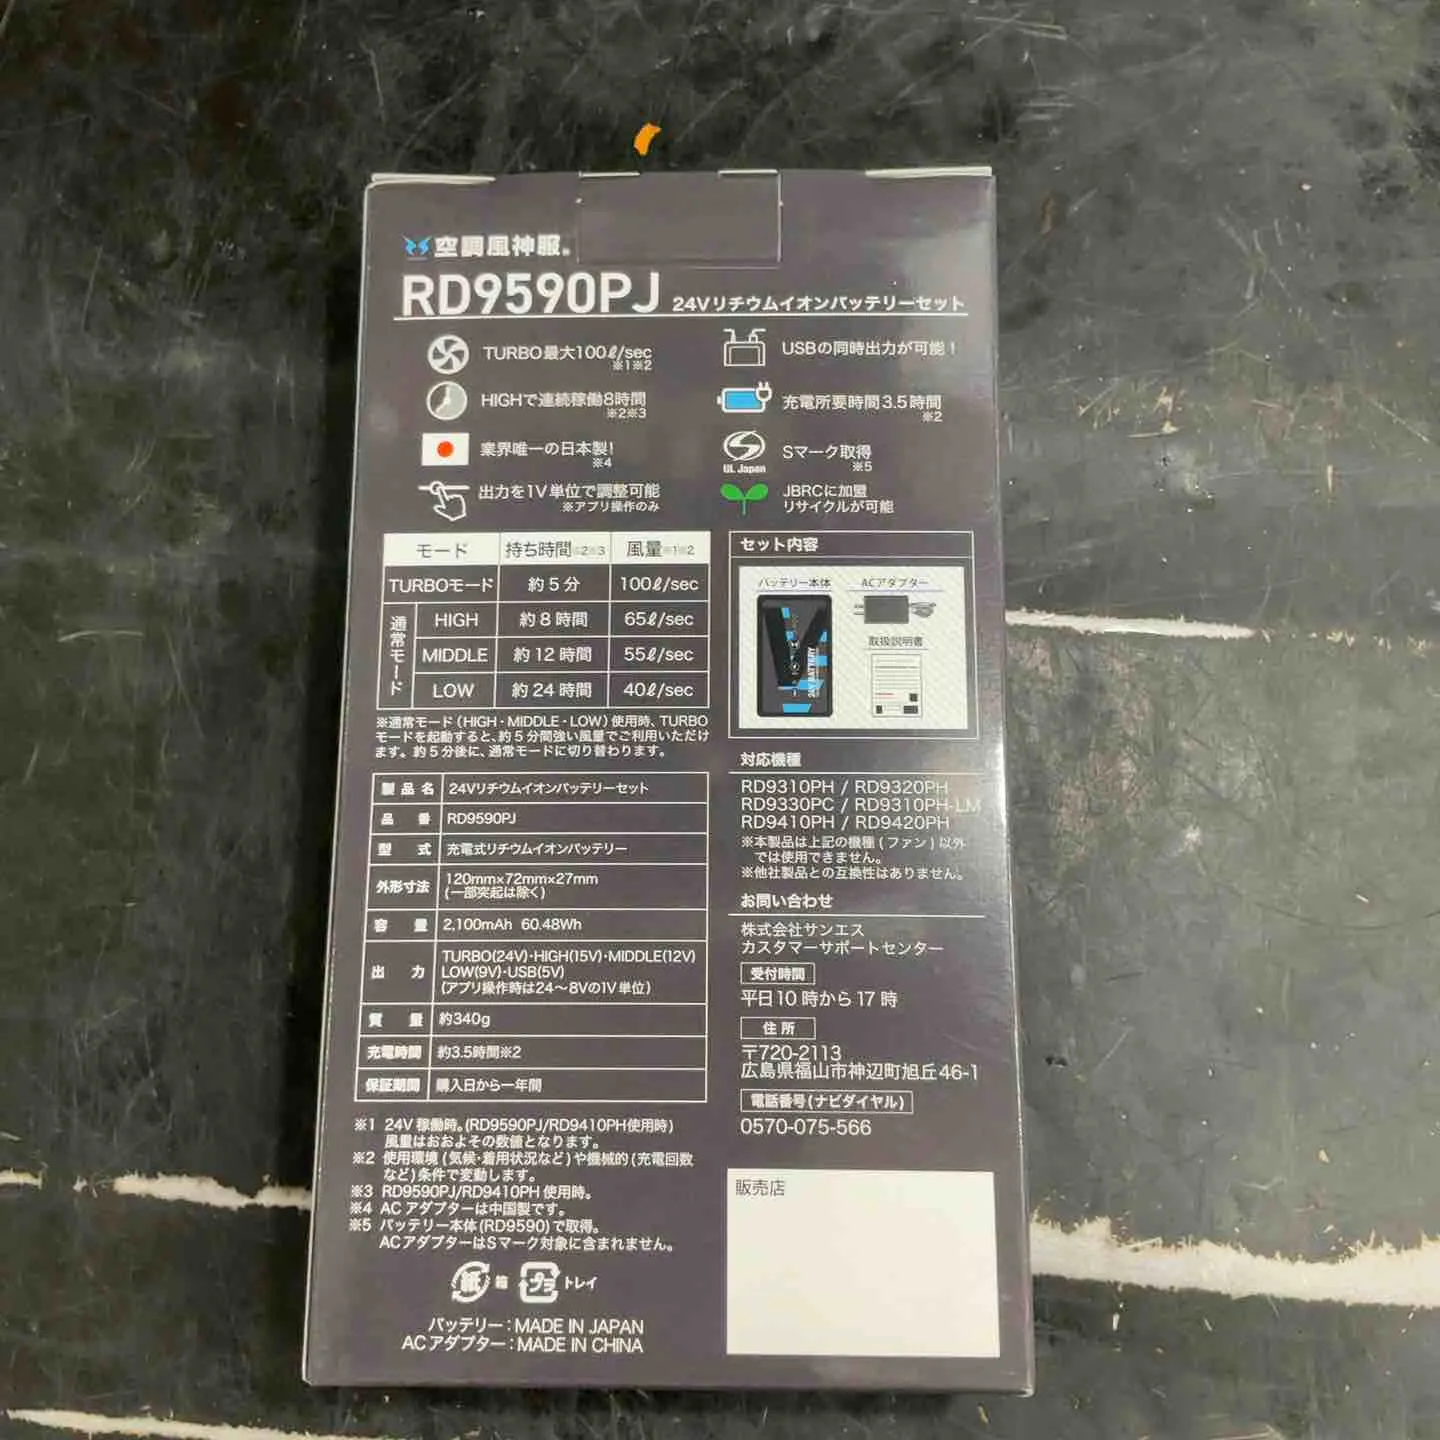 空調風神服®
RD9590PJ 24Vリチウムイオンバッテリーセット
TURBO最大100ℓ/sec
※1※2
HIGHで連続稼働8時間
※2※3
業界唯一の日本製!
※4
出力を1V単位で調整可能
※アプリ操作のみ
USBの同時出力が可能!
充電所要時間3.5時間
※2
UL Japan
Sマーク取得
※5
JBRCに加盟
リサイクルが可能
モード 持ち時間※2※3 風量※1※2
TURBOモード 約5分 100ℓ/sec
通常モード
HIGH 約8時間 65ℓ/sec
MIDDLE 約12時間 55ℓ/sec
LOW 約24時間 40ℓ/sec
※通常モード(HIGH・MIDDLE・LOW)使用時、TURBO
モードを起動すると、約5分間強い風量でご利用いただけ
ます。約5分後に、通常モードに切り替わります。
製品名 24Vリチウムイオンバッテリーセット
品番 RD9590PJ
型式 充電式リチウムイオンバッテリー
外形寸法 120mm×72mm×27mm
(一部突起は除く)
容量 2,100mAh 60.48Wh
出力 TURBO(24V)・HIGH(15V)・MIDDLE(12V)
LOW(9V)・USB(5V)
(アプリ操作時は24〜8Vの1V単位)
質量 約340g
充電時間 約3.5時間※2
保証期間 購入日から一年間
※1 24V稼働時。(RD9590PJ/RD9410PH使用時)
風量はおおよその数値となります。
※2 使用環境(気候・着用状況など)や機械的(充電回数
など)条件で変動します。
※3 RD9590PJ/RD9410PH使用時。
※4 ACアダプターは中国製です。
※5 バッテリー本体(RD9590)で取得。
ACアダプターはSマーク対象に含まれません。
紙 箱 プラ トレイ
バッテリー:MADE IN JAPAN
ACアダプター:MADE IN CHINA
セット内容
バッテリー本体 ACアダプター
24V BATTERY
取扱説明書
対応機種
RD9310PH / RD9320PH
RD9330PC / RD9310PH-LM
RD9410PH / RD9420PH
※本製品は上記の機種(ファン)以外
では使用できません。
※他社製品との互換性はありません。
お問い合わせ
株式会社サンエス
カスタマーサポートセンター
受付時間
平日10時から17時
住所
〒720-2113
広島県福山市神辺町旭丘46-1
電話番号(ナビダイヤル)
0570-075-566
販売店